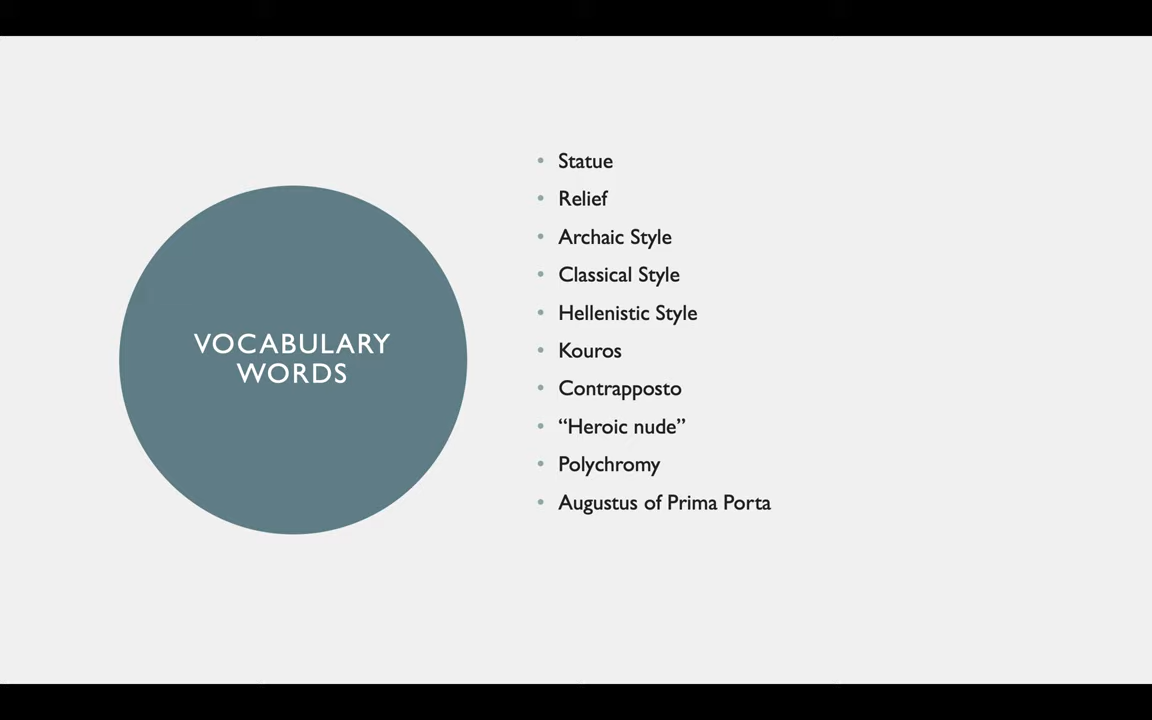 VOCABULARY
WORDS
• Statue
• Relief
• Archaic Style
• Classical Style
• Hellenistic Style
• Kouros
• Contrapposto
• “Heroic nude”
• Polychromy
• Augustus of Prima Porta